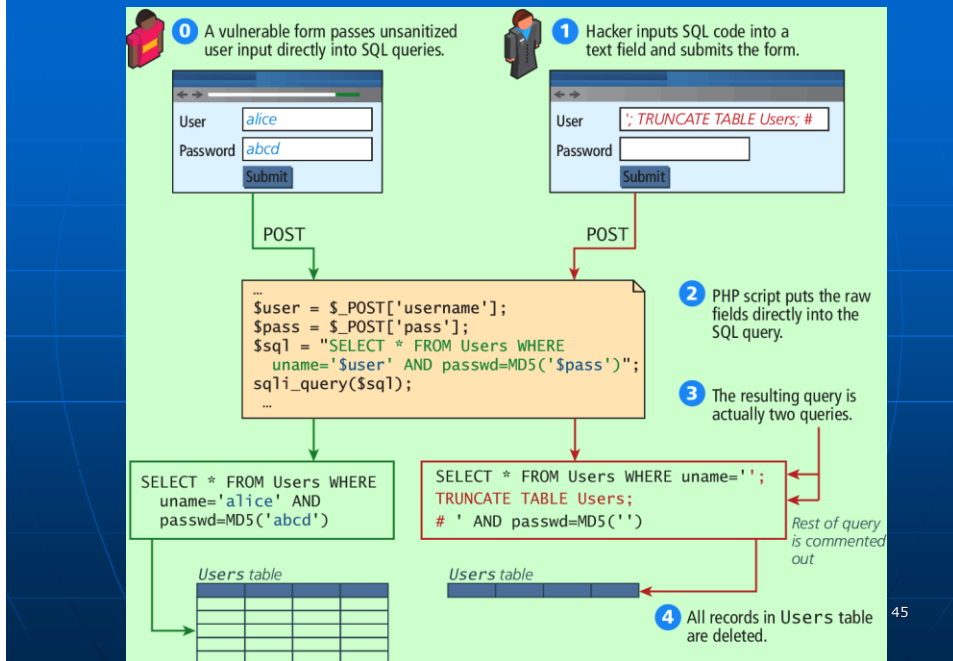 0 A vulnerable form passes unsanitized
user input directly into SQL queries.
1 Hacker inputs SQL code into a
text field and submits the form.
User alice
Password abcd
Submit
User '; TRUNCATE TABLE Users; #
Password
Submit
POST
POST
…
$user = $_POST['username'];
$pass = $_POST['pass'];
$sql = "SELECT * FROM Users WHERE
uname='$user' AND passwd=MD5('$pass')";
sqli_query($sql);
…
2 PHP script puts the raw
fields directly into the
SQL query.
3 The resulting query is
actually two queries.
SELECT * FROM Users WHERE
uname='alice' AND
passwd=MD5('abcd')
SELECT * FROM Users WHERE uname='';
TRUNCATE TABLE Users;
# ' AND passwd=MD5('')
Rest of query
is commented
out
Users table
Users table
4 All records in Users table
are deleted.
45